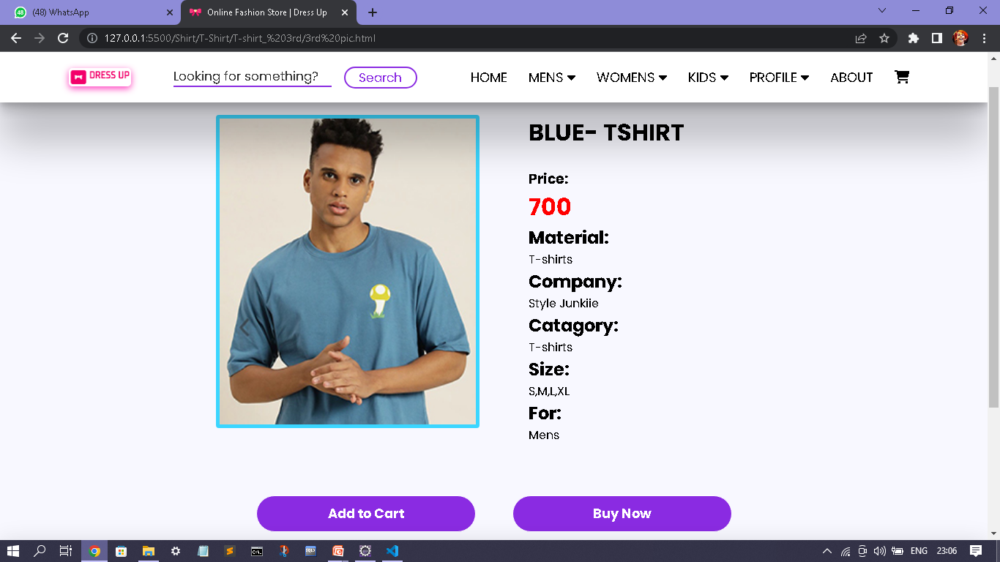 48
(48) WhatsApp
Online Fashion Store | Dress Up
127.0.0.1:5500/Shirt/T-Shirt/T-shirt_%203rd/3rd%20pic.html
DRESS UP
Looking for something?
Search
HOME
MENS
WOMENS
KIDS
PROFILE
ABOUT
BLUE- TSHIRT
Price:
700
Material:
T-shirts
Company:
Style Junkiie
Catagory:
T-shirts
Size:
S,M,L,XL
For:
Mens
Add to Cart
Buy Now
ENG
23:06